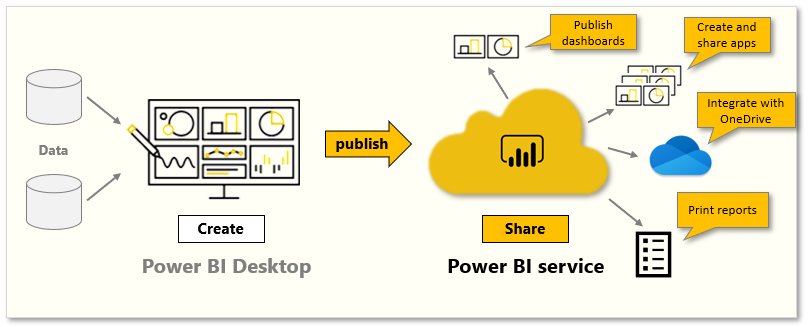 Publish
dashboards
Create and
share apps
Integrate with
OneDrive
Data
publish
Print reports
Create
Share
Power BI Desktop
Power BI service